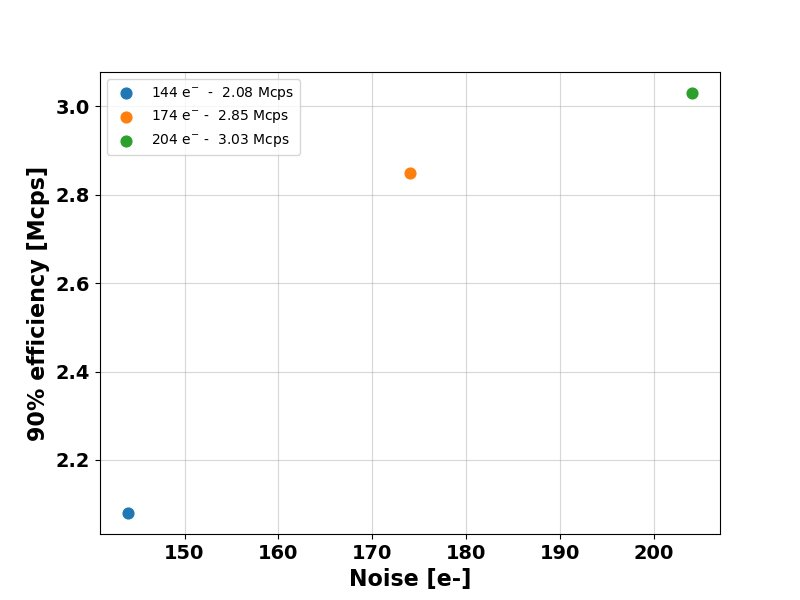 144 e⁻ - 2.08 Mcps
174 e⁻ - 2.85 Mcps
204 e⁻ - 3.03 Mcps
3.0
2.8
2.6
2.4
2.2
90% efficiency [Mcps]
150 160 170 180 190 200
Noise [e-]